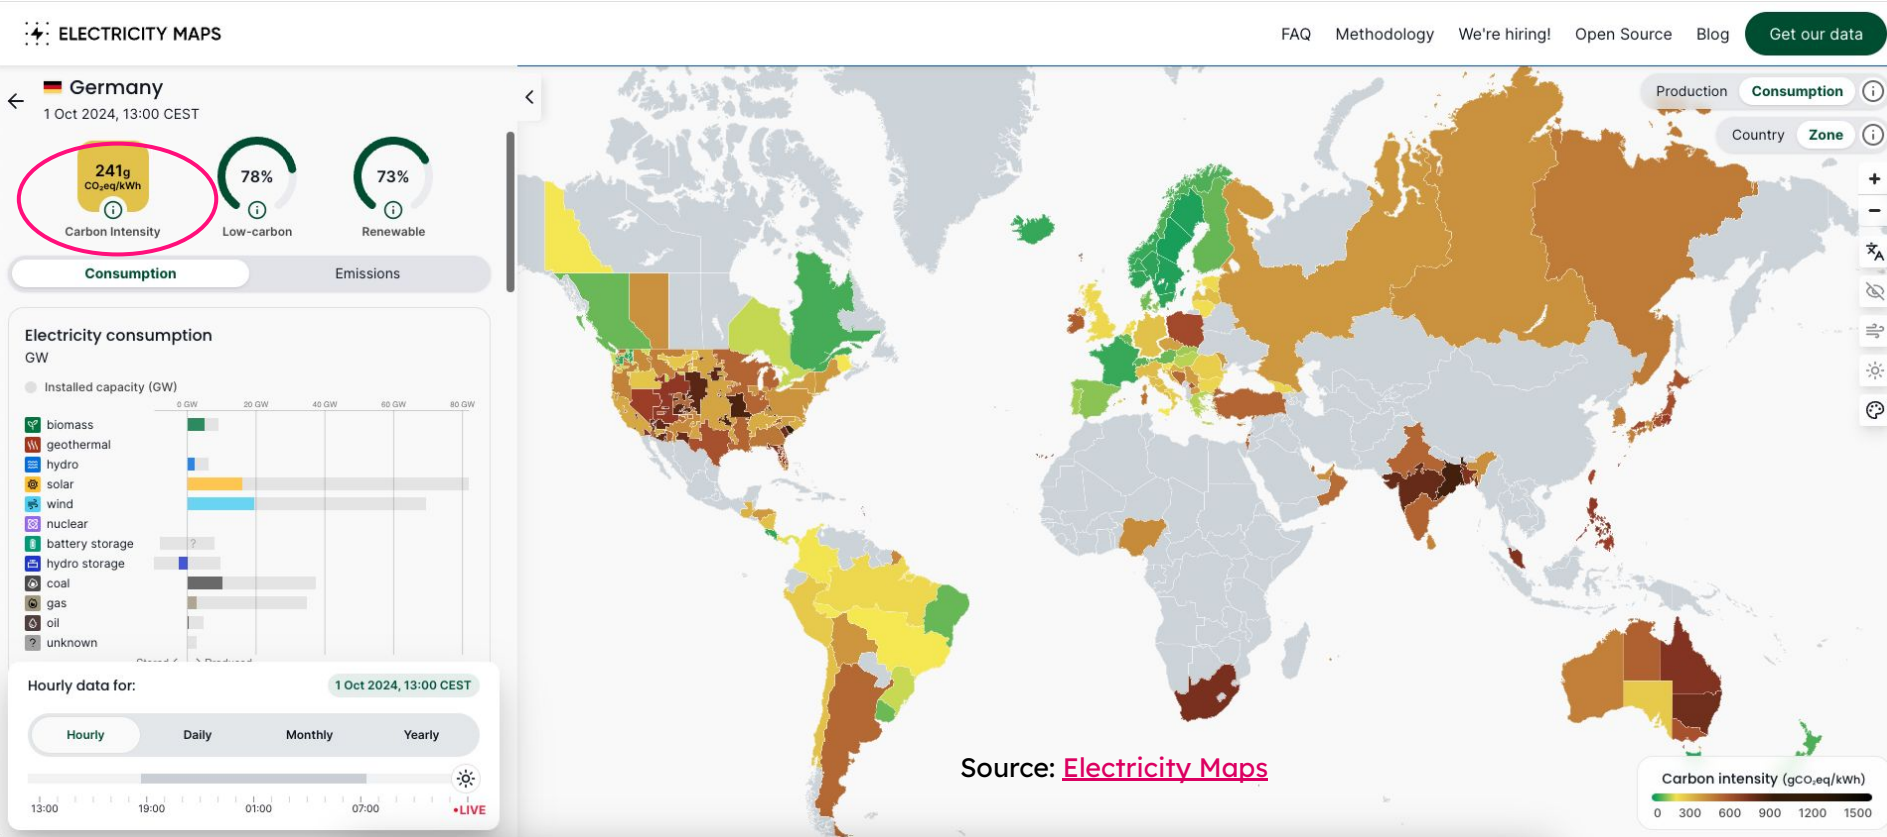 ELECTRICITY MAPS
FAQ Methodology We're hiring! Open Source Blog Get our data
Germany
1 Oct 2024, 13:00 CEST
241g
CO₂eq/kWh
Carbon Intensity
78%
Low-carbon
73%
Renewable
Consumption Emissions
Electricity consumption
GW
Installed capacity (GW)
0 GW 20 GW 40 GW 60 GW 80 GW
biomass
geothermal
hydro
solar
wind
nuclear
battery storage ?
hydro storage
coal
gas
oil
? unknown
Hourly data for: 1 Oct 2024, 13:00 CEST
Hourly Daily Monthly Yearly
13:00 19:00 01:00 07:00 •LIVE
Production Consumption
Country Zone
+
−
Source: Electricity Maps
Carbon intensity (gCO₂eq/kWh)
0 300 600 900 1200 1500